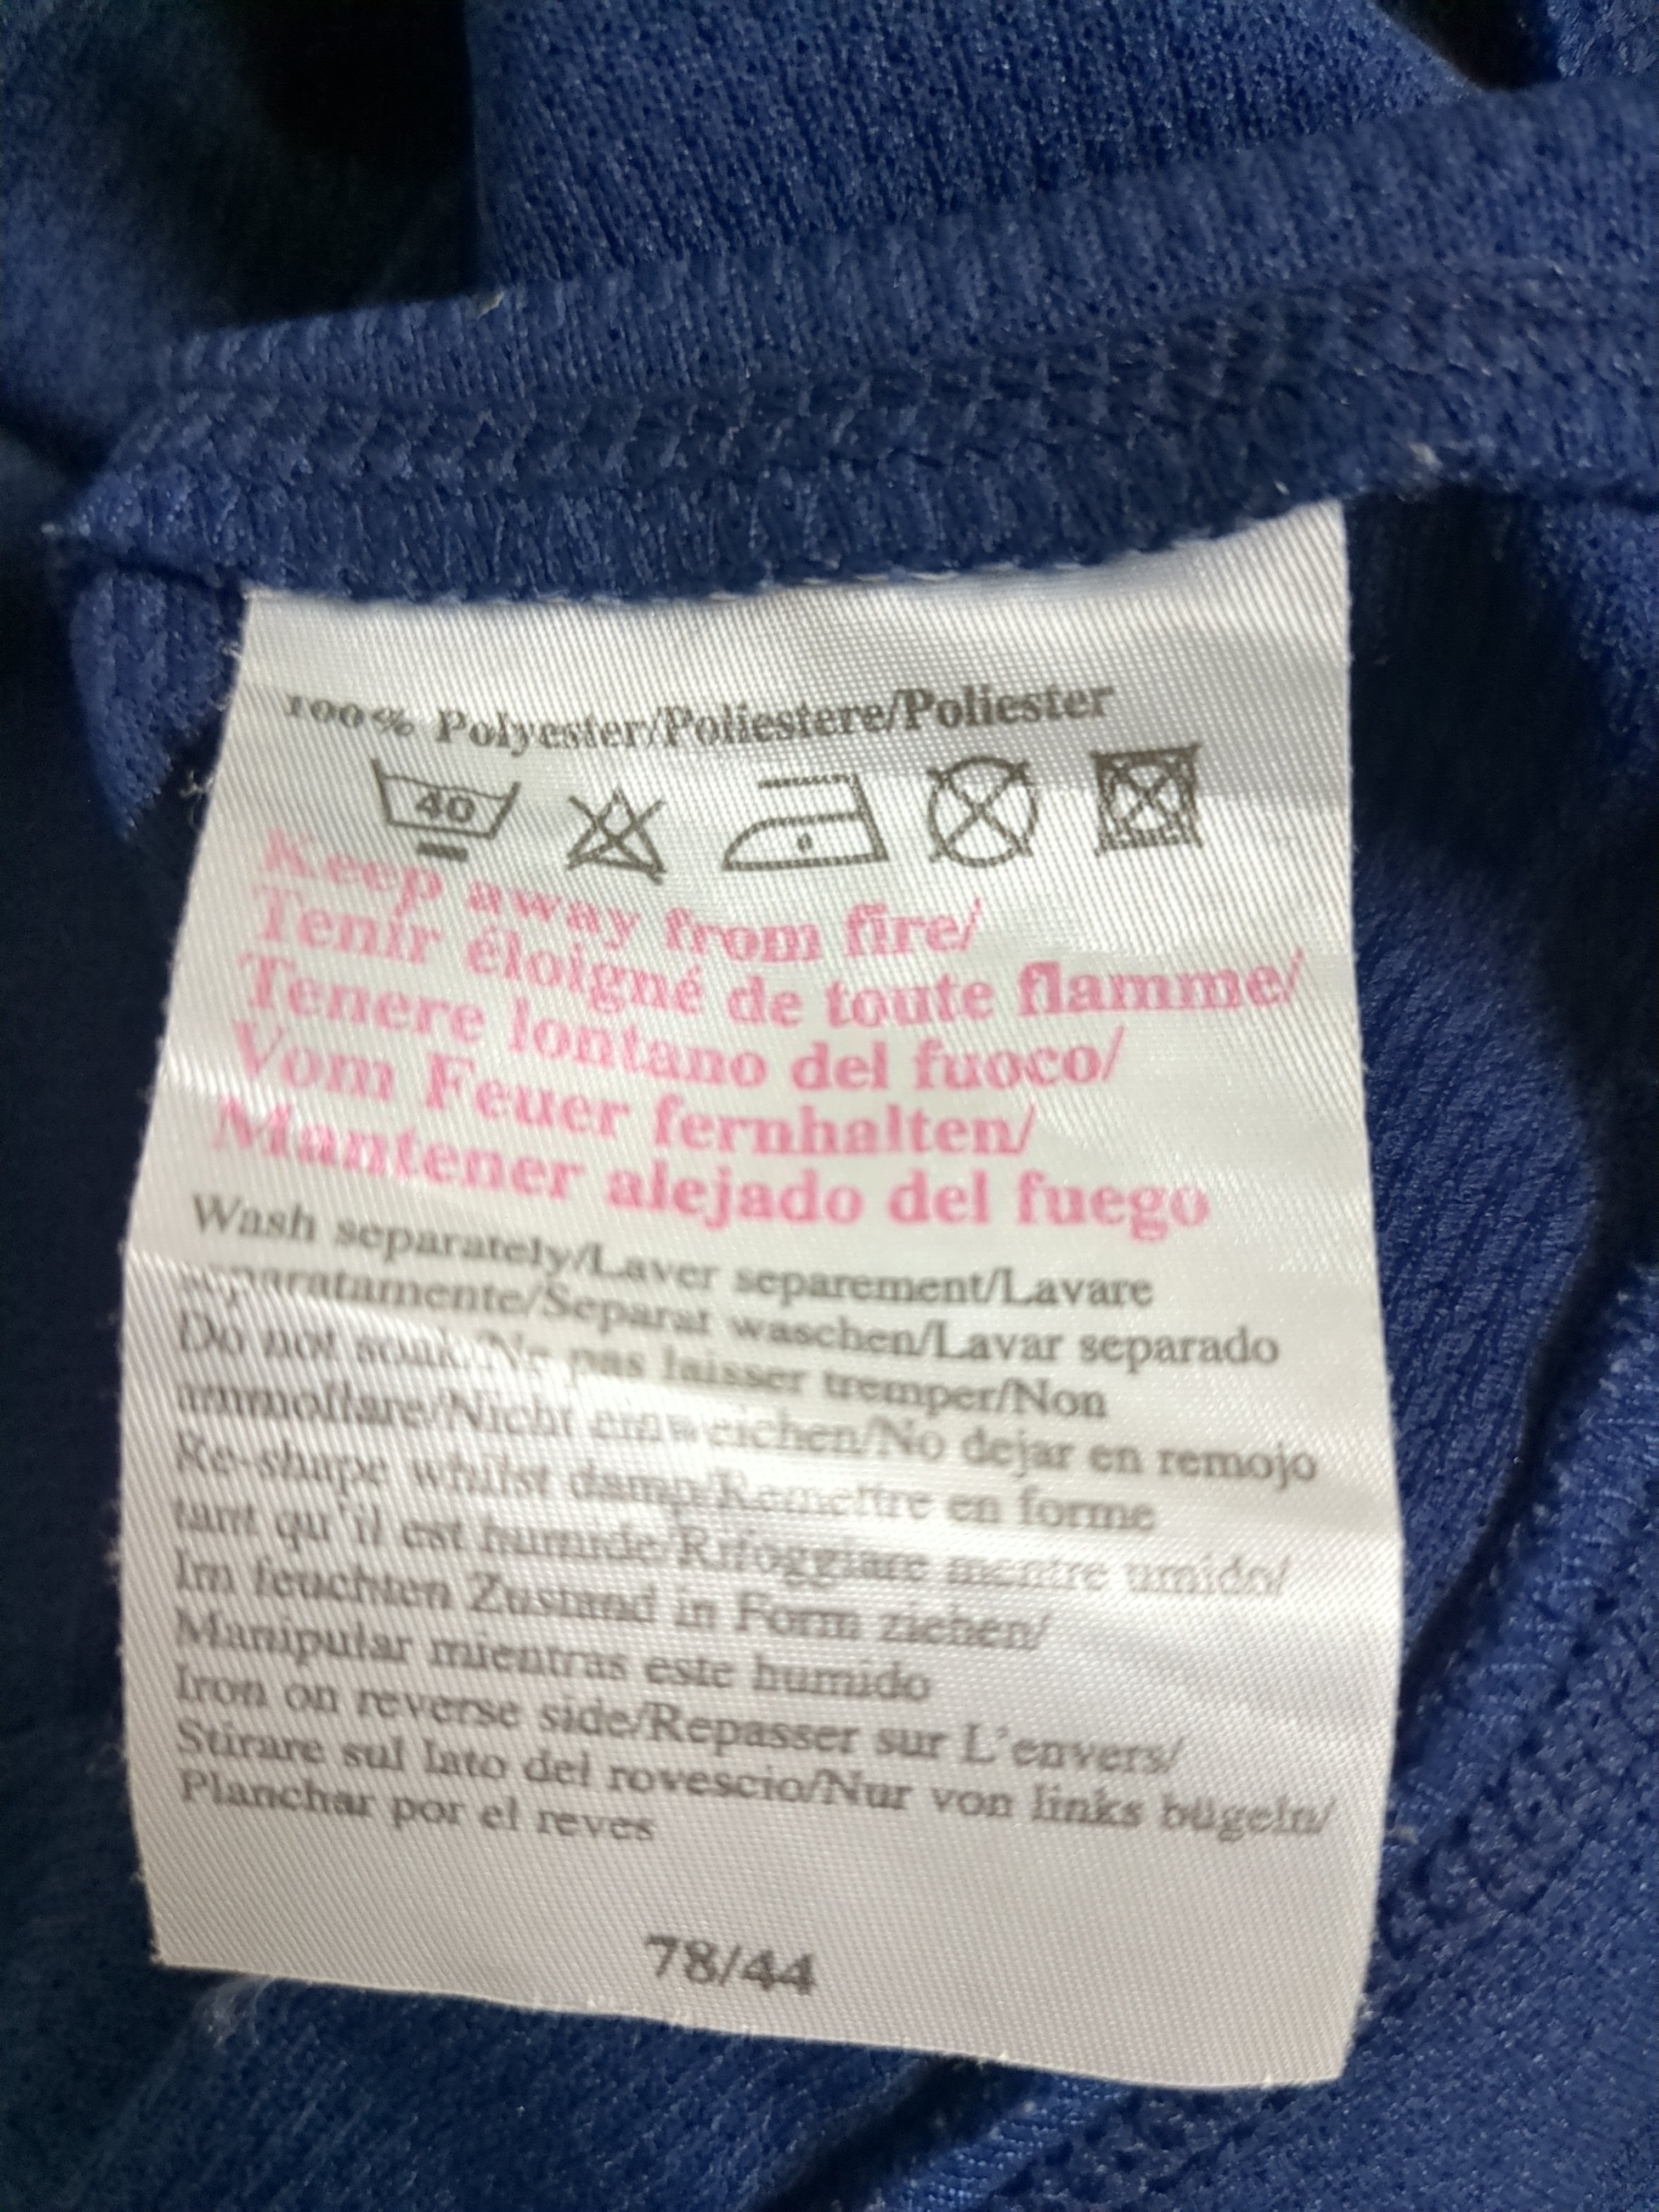 100% Polyester/Poliestere/Poliester
40
Keep away from fire/
Tenir éloigné de toute flamme/
Tenere lontano del fuoco/
Vom Feuer fernhalten/
Mantener alejado del fuego
Wash separately/Laver separement/Lavare
separatamente/Separat waschen/Lavar separado
Do not soak/Ne pas laisser tremper/Non
ammollare/Nicht einweichen/No dejar en remojo
Re-shape whilst damp/Remettre en forme
tant qu'il est humide/Rifoggiare mentre umido/
Im feuchten Zustand in Form ziehen/
Manipular mientras este humido
Iron on reverse side/Repasser sur L'envers/
Stirare sul lato del rovescio/Nur von links bügeln/
Planchar por el reves
78/44